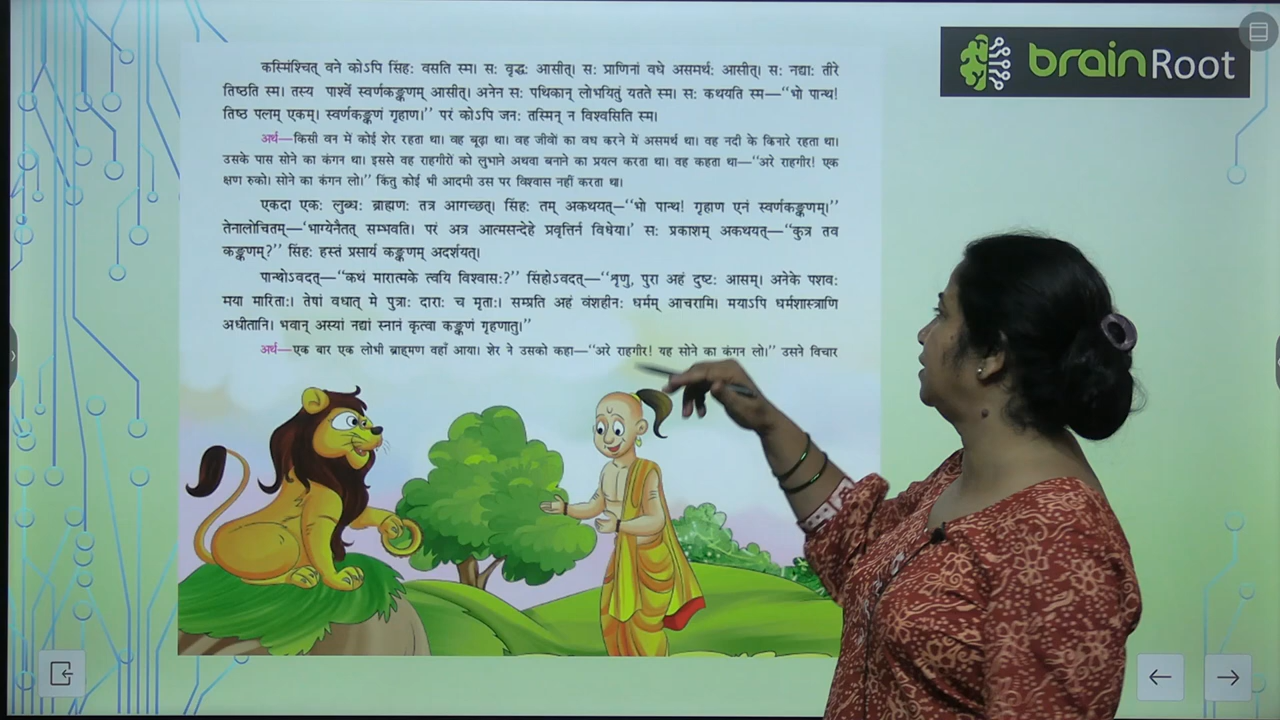 brainRoot
कस्मिंश्चित् वने कोऽपि सिंहः वसति स्म। सः वृद्धः आसीत्। सः प्राणिनां वधे असमर्थः आसीत्। सः नद्याः तीरे
तिष्ठति स्म। तस्य पार्श्वे स्वर्णकङ्कणम् आसीत्। अनेन सः पथिकान् लोभयितुं यतते स्म। सः कथयति स्म—“भो पान्थ!
तिष्ठ पलम् एकम्। स्वर्णकङ्कणं गृहाण।” परं कोऽपि जनः तस्मिन् न विश्वसिति स्म।
अर्थ—किसी वन में कोई शेर रहता था। वह बूढ़ा था। वह जीवों का वध करने में असमर्थ था। वह नदी के किनारे रहता था।
उसके पास सोने का कंगन था। इससे वह राहगीरों को लुभाने अथवा बनाने का प्रयत्न करता था। वह कहता था—“अरे राहगीर! एक
क्षण रुको। सोने का कंगन लो।” किंतु कोई भी आदमी उस पर विश्वास नहीं करता था।
एकदा एकः लुब्धः ब्राह्मणः तत्र आगच्छत्। सिंहः तम् अकथयत्—“भो पान्थ! गृहाण एनं स्वर्णकङ्कणम्।”
तेनालोचितम्—‘भाग्येनैतत् सम्भवति। परं अत्र आत्मसन्देहे प्रवृत्तिर्न विधेया।’ सः प्रकाशम् अकथयत्—“कुत्र तव
कङ्कणम्?” सिंहः हस्तं प्रसार्य कङ्कणम् अदर्शयत्।
पान्थोऽवदत्—“कथं मारात्मके त्वयि विश्वासः?” सिंहोऽवदत्—“शृणु, पुरा अहं दुष्टः आसम्। अनेके पशवः
मया मारिताः। तेषां वधात् मे पुत्राः दाराः च मृताः। सम्प्रति अहं वंशहीनः धर्मम् आचरामि। मयाऽपि धर्मशास्त्राणि
अधीतानि। भवान् अस्यां नद्यां स्नानं कृत्वा कङ्कणं गृहणातु।”
अर्थ—एक बार एक लोभी ब्राह्मण वहाँ आया। शेर ने उसको कहा—“अरे राहगीर! यह सोने का कंगन लो।” उसने विचार